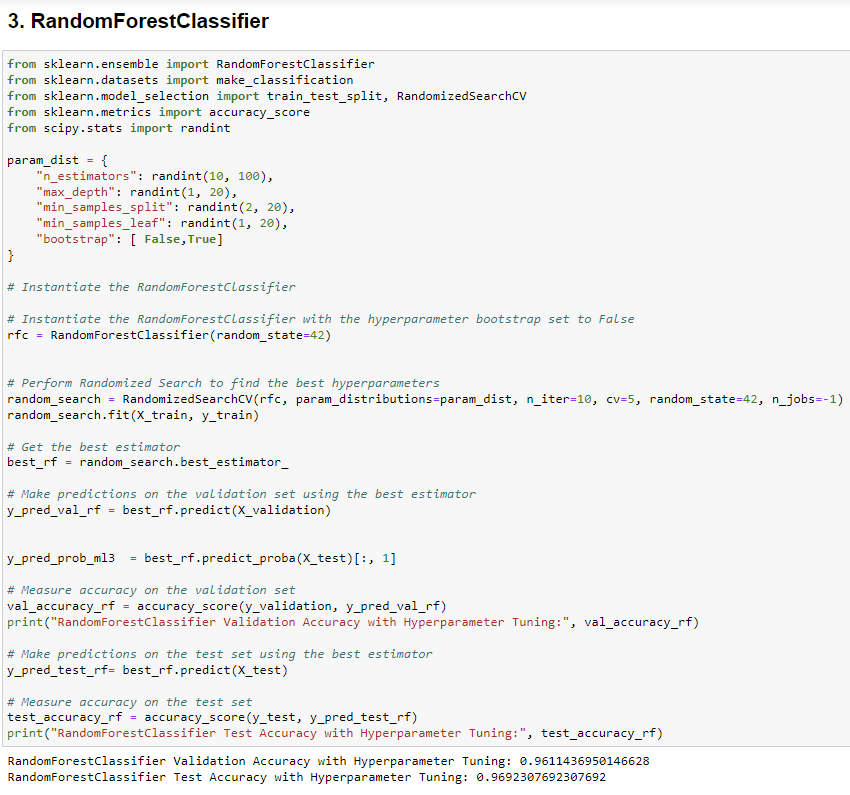 3. RandomForestClassifier
from sklearn.ensemble import RandomForestClassifier
from sklearn.datasets import make_classification
from sklearn.model_selection import train_test_split, RandomizedSearchCV
from sklearn.metrics import accuracy_score
from scipy.stats import randint
param_dist = {
    "n_estimators": randint(10, 100),
    "max_depth": randint(1, 20),
    "min_samples_split": randint(2, 20),
    "min_samples_leaf": randint(1, 20),
    "bootstrap": [ False,True]
}
# Instantiate the RandomForestClassifier
# Instantiate the RandomForestClassifier with the hyperparameter bootstrap set to False
rfc = RandomForestClassifier(random_state=42)
# Perform Randomized Search to find the best hyperparameters
random_search = RandomizedSearchCV(rfc, param_distributions=param_dist, n_iter=10, cv=5, random_state=42, n_jobs=-1)
random_search.fit(X_train, y_train)
# Get the best estimator
best_rf = random_search.best_estimator_
# Make predictions on the validation set using the best estimator
y_pred_val_rf = best_rf.predict(X_validation)
y_pred_prob_ml3  = best_rf.predict_proba(X_test)[:, 1]
# Measure accuracy on the validation set
val_accuracy_rf = accuracy_score(y_validation, y_pred_val_rf)
print("RandomForestClassifier Validation Accuracy with Hyperparameter Tuning:", val_accuracy_rf)
# Make predictions on the test set using the best estimator
y_pred_test_rf= best_rf.predict(X_test)
# Measure accuracy on the test set
test_accuracy_rf = accuracy_score(y_test, y_pred_test_rf)
print("RandomForestClassifier Test Accuracy with Hyperparameter Tuning:", test_accuracy_rf)
RandomForestClassifier Validation Accuracy with Hyperparameter Tuning: 0.9611436950146628
RandomForestClassifier Test Accuracy with Hyperparameter Tuning: 0.9692307692307692